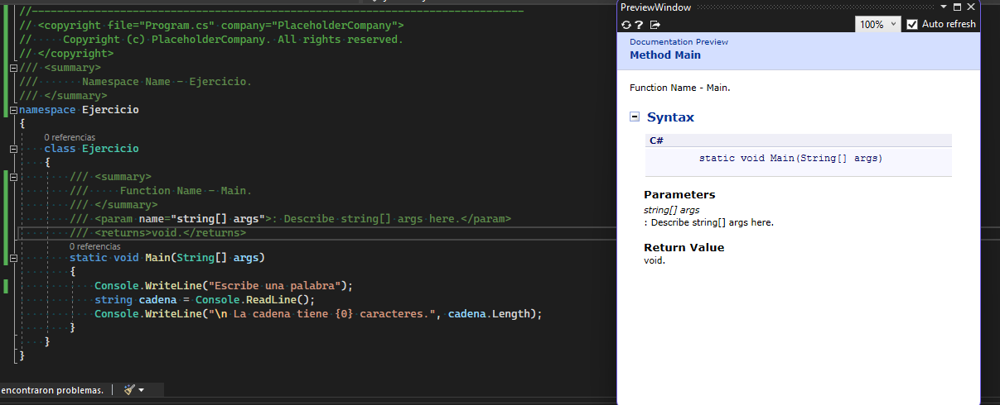 //------------------------------------------------------------------------------
// <copyright file="Program.cs" company="PlaceholderCompany">
//     Copyright (c) PlaceholderCompany. All rights reserved.
// </copyright>
/// <summary>
///       Namespace Name - Ejercicio.
/// </summary>
namespace Ejercicio
{
0 referencias
class Ejercicio
{
/// <summary>
///     Function Name - Main.
/// </summary>
/// <param name="string[] args">: Describe string[] args here.</param>
/// <returns>void.</returns>
0 referencias
static void Main(String[] args)
{
Console.WriteLine("Escribe una palabra");
string cadena = Console.ReadLine();
Console.WriteLine("\n La cadena tiene {0} caracteres.", cadena.Length);
}
}
}
encontraron problemas.
PreviewWindow
100%
Auto refresh
Documentation Preview
Method Main
Function Name - Main.
Syntax
C#
static void Main(String[] args)
Parameters
string[] args
: Describe string[] args here.
Return Value
void.